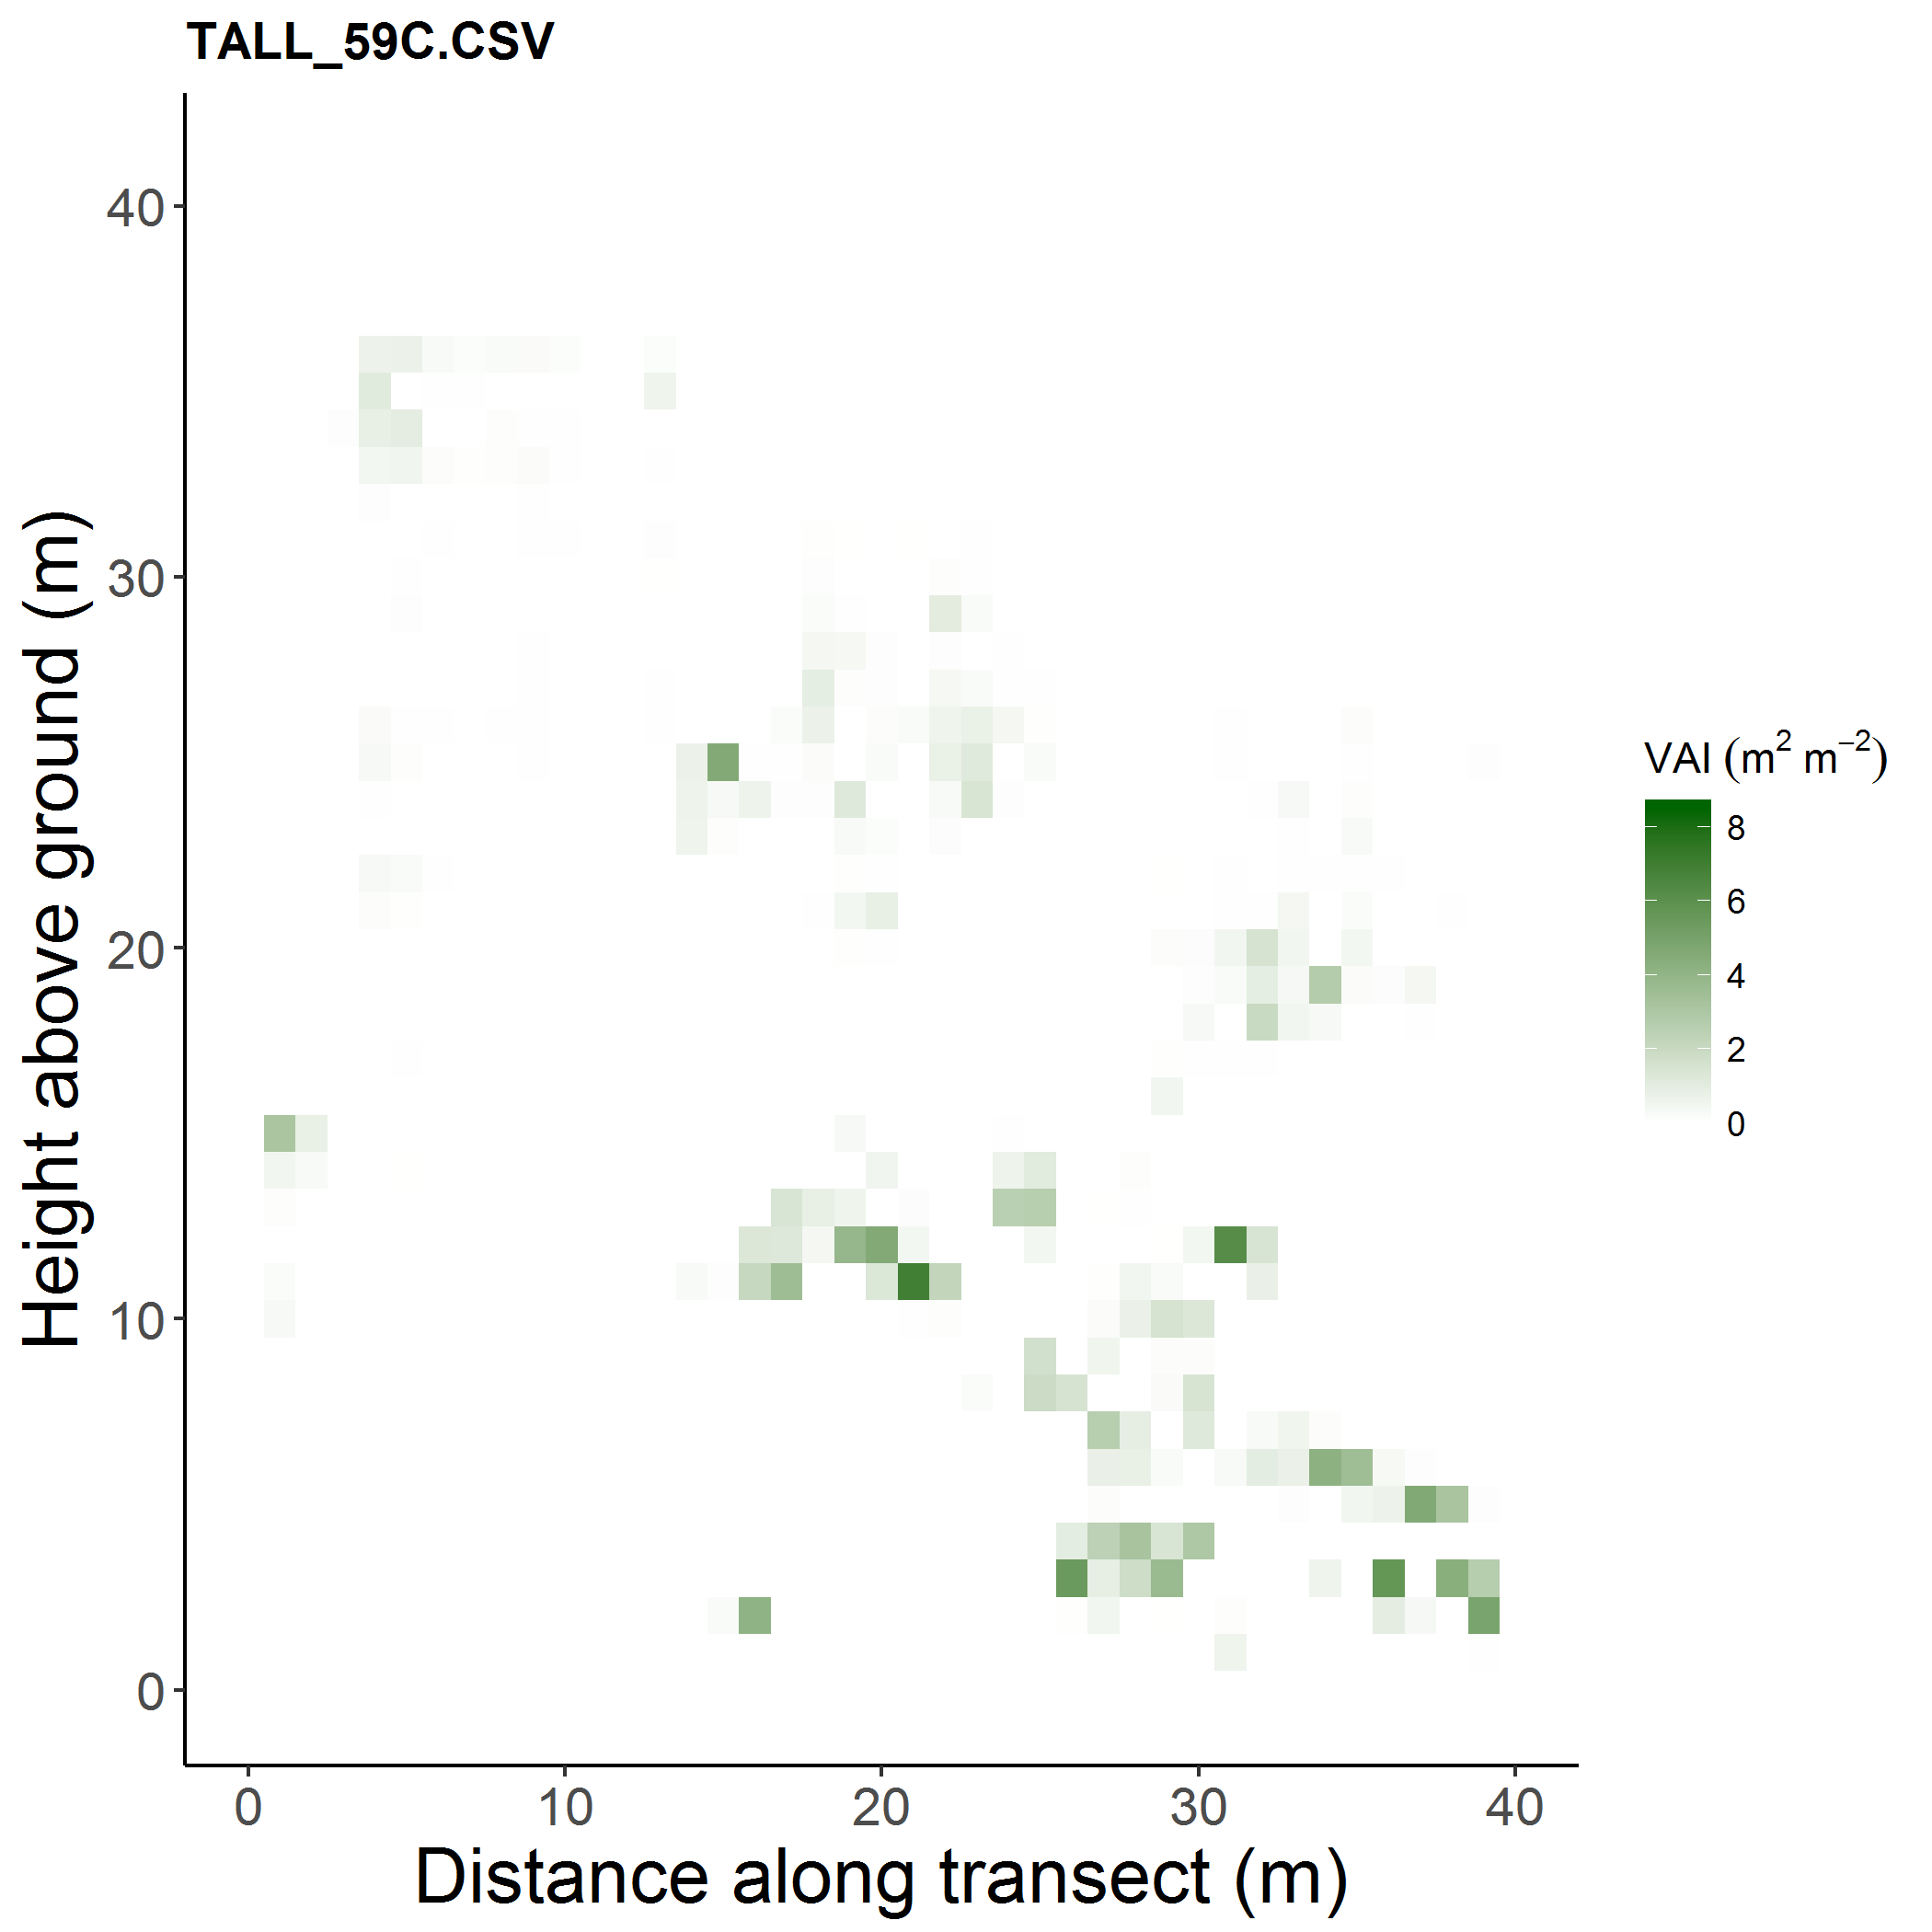 TALL_59C.CSV
Height above ground (m)
40
30
20
10
0
0 10 20 30 40
Distance along transect (m)
VAI (m² m⁻²)
8
6
4
2
0